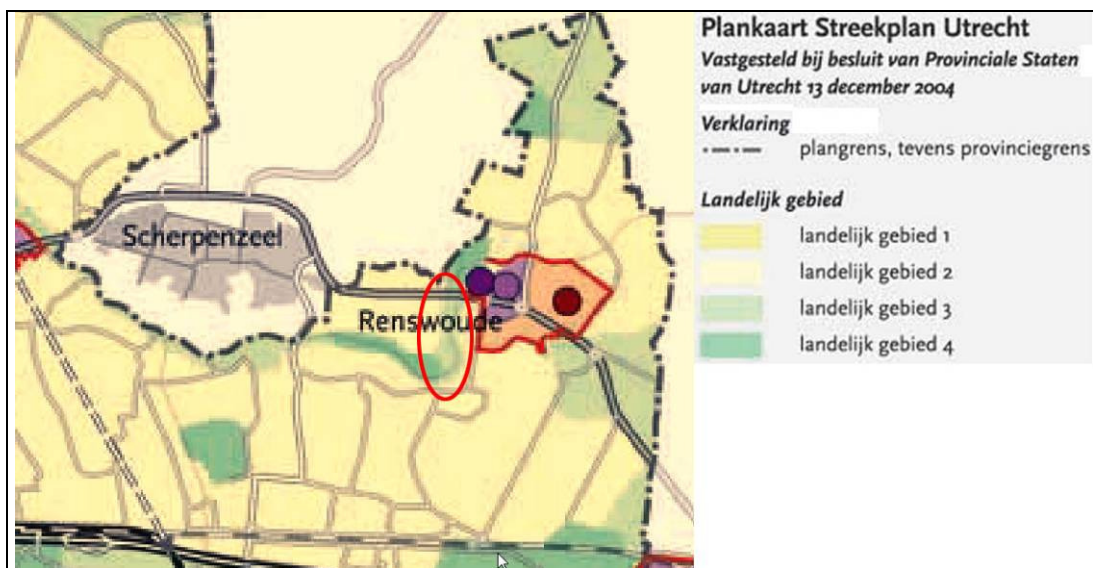 Scherpenzeel
Renswoude
Plankaart Streekplan Utrecht
Vastgesteld bij besluit van Provinciale Staten
van Utrecht 13 december 2004
Verklaring
plangrens, tevens provinciegrens
Landelijk gebied
landelijk gebied 1
landelijk gebied 2
landelijk gebied 3
landelijk gebied 4